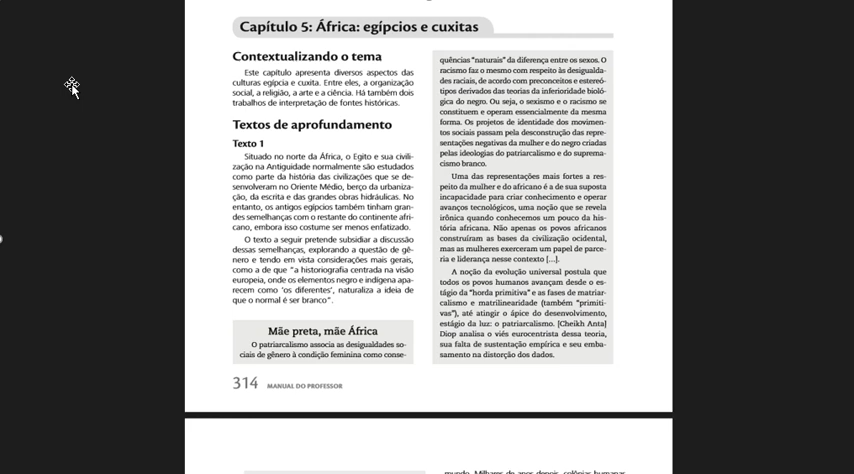 Capítulo 5: África: egípcios e cuxitas
Contextualizando o tema
Este capítulo apresenta diversos aspectos das
culturas egípcia e cuxita. Entre eles, a organização
social, a religião, a arte e a ciência. Há também dois
trabalhos de interpretação de fontes históricas.
Textos de aprofundamento
Texto 1
Situado no norte da África, o Egito e sua civili-
zação na Antiguidade normalmente são estudados
como parte da história das civilizações que se de-
senvolveram no Oriente Médio, berço da urbaniza-
ção, da escrita e das grandes obras hidráulicas. No
entanto, os antigos egípcios também tinham gran-
des semelhanças com o restante do continente afri-
cano, embora isso costume ser menos enfatizado.
O texto a seguir pretende subsidiar a discussão
dessas semelhanças, explorando a questão de gê-
nero e tendo em vista considerações mais gerais,
como a de que “a historiografia centrada na visão
europeia, onde os elementos negro e indígena apa-
recem como ‘os diferentes’, naturaliza a ideia de
que o normal é ser branco”.
Mãe preta, mãe África
O patriarcalismo associa as desigualdades so-
ciais de gênero à condição feminina como conse-
quências “naturais” da diferença entre os sexos. O
racismo faz o mesmo com respeito às desigualda-
des raciais, de acordo com preconceitos e estereó-
tipos derivados das teorias da inferioridade bioló-
gica do negro. Ou seja, o sexismo e o racismo se
constituem e operam essencialmente da mesma
forma. Os projetos de identidade dos movimen-
tos sociais passam pela desconstrução das repre-
sentações negativas da mulher e do negro criadas
pelas ideologias do patriarcalismo e do suprema-
cismo branco.
Uma das representações mais fortes a res-
peito da mulher e do africano é a de sua suposta
incapacidade para criar conhecimento e operar
avanços tecnológicos, uma noção que se revela
irônica quando conhecemos um pouco da his-
tória africana. Não apenas os povos africanos
construíram as bases da civilização ocidental,
mas as mulheres exerceram um papel de parce-
ria e liderança nesse contexto [...].
A noção da evolução universal postula que
todos os povos humanos avançam desde o es-
tágio da “horda primitiva” e as fases de matriar-
calismo e matrilinearidade (também “primiti-
vas”), até atingir o ápice do desenvolvimento,
estágio da luz: o patriarcalismo. [Cheikh Anta]
Diop analisa o viés eurocentrista dessa teoria,
sua falta de sustentação empírica e seu emba-
samento na distorção dos dados.
314 MANUAL DO PROFESSOR
mundo. Milhares de anos depois, colônias humanas